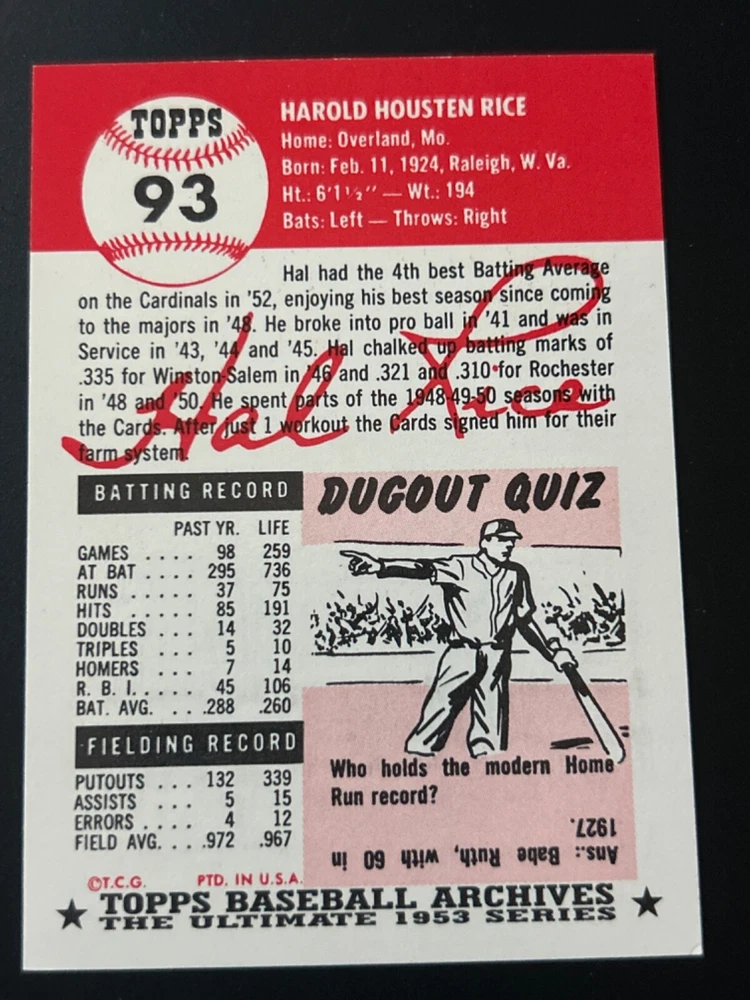 TOPPS
93
HAROLD HOUSTEN RICE
Home: Overland, Mo.
Born: Feb. 11, 1924, Raleigh, W. Va.
Ht.: 6'1½" — Wt.: 194
Bats: Left — Throws: Right
Hal had the 4th best Batting Average
on the Cardinals in '52, enjoying his best season since coming
to the majors in '48. He broke into pro ball in '41 and was in
Service in '43, '44 and '45. Hal chalked up batting marks of
.335 for Winston-Salem in '46 and .321 and .310 for Rochester
in '48 and '50. He spent parts of the 1948-49-50 seasons with
the Cards. After just 1 workout the Cards signed him for their
farm system.
Hal Rice
BATTING RECORD
PAST YR. LIFE
GAMES .... 98 259
AT BAT .... 295 736
RUNS ..... 37 75
HITS ..... 85 191
DOUBLES ... 14 32
TRIPLES ... 5 10
HOMERS ... 7 14
R. B. I...... 45 106
BAT. AVG. ... .288 .260
FIELDING RECORD
PUTOUTS ... 132 339
ASSISTS .... 5 15
ERRORS .... 4 12
FIELD AVG. ... .972 .967
DUGOUT QUIZ
Who holds the modern Home
Run record?
Ans.: Babe Ruth, with 60 in
1927.
©T.C.G. PTD. IN U.S.A.
★ TOPPS BASEBALL ARCHIVES ★
THE ULTIMATE 1953 SERIES